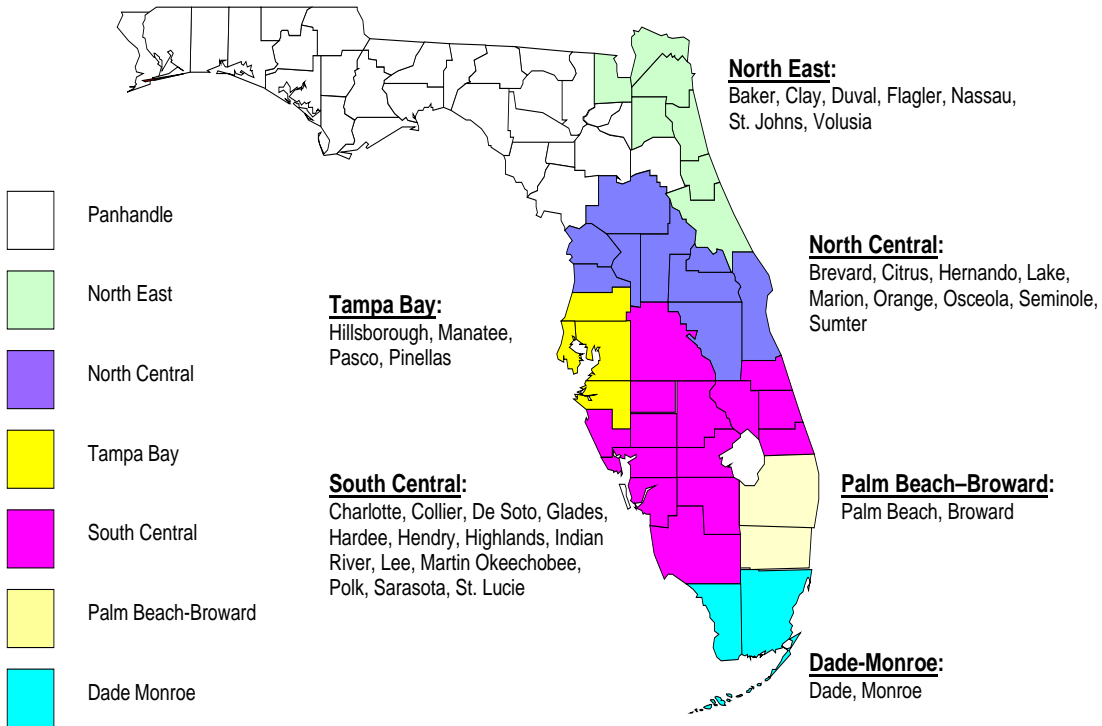 North East:
Baker, Clay, Duval, Flagler, Nassau,
St. Johns, Volusia
Panhandle
North East
North Central
Tampa Bay
South Central
Palm Beach-Broward
Dade Monroe
North Central:
Brevard, Citrus, Hernando, Lake,
Marion, Orange, Osceola, Seminole,
Sumter
Tampa Bay:
Hillsborough, Manatee,
Pasco, Pinellas
South Central:
Charlotte, Collier, De Soto, Glades,
Hardee, Hendry, Highlands, Indian
River, Lee, Martin Okeechobee,
Polk, Sarasota, St. Lucie
Palm Beach–Broward:
Palm Beach, Broward
Dade-Monroe:
Dade, Monroe